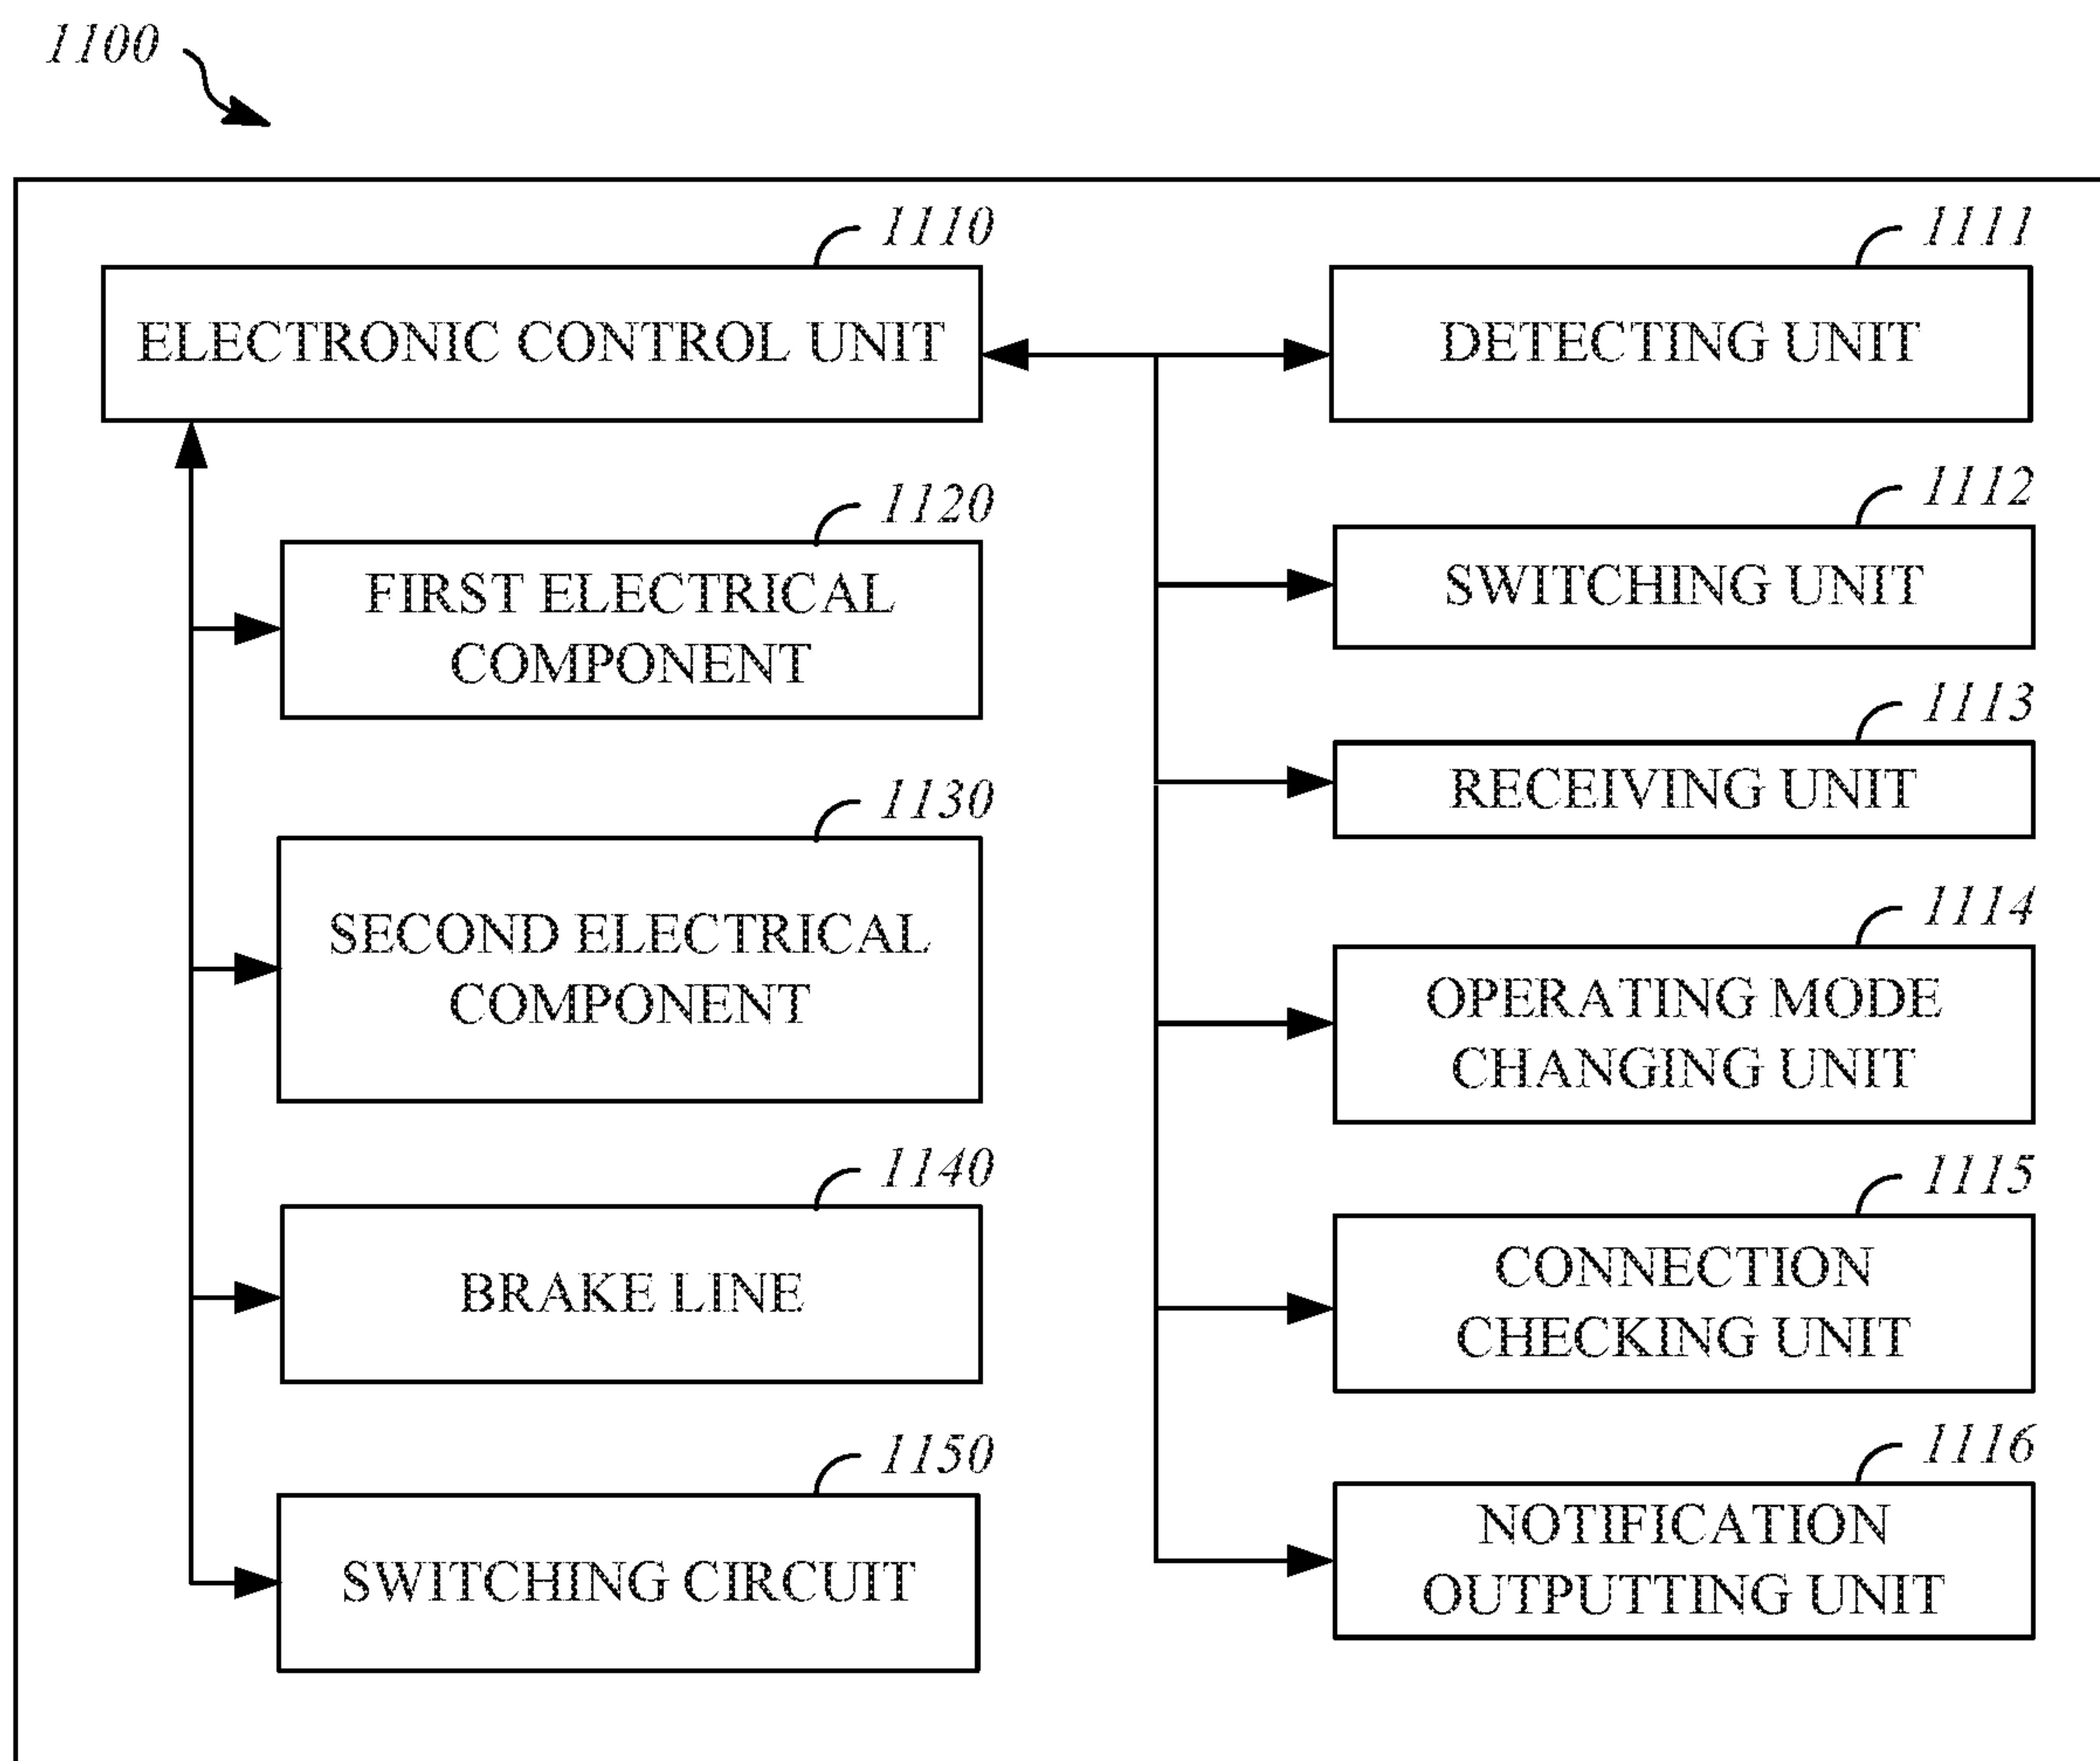 1100
1110
ELECTRONIC CONTROL UNIT
1120
FIRST ELECTRICAL
COMPONENT
1130
SECOND ELECTRICAL
COMPONENT
1140
BRAKE LINE
1150
SWITCHING CIRCUIT
1111
DETECTING UNIT
1112
SWITCHING UNIT
1113
RECEIVING UNIT
1114
OPERATING MODE
CHANGING UNIT
1115
CONNECTION
CHECKING UNIT
1116
NOTIFICATION
OUTPUTTING UNIT